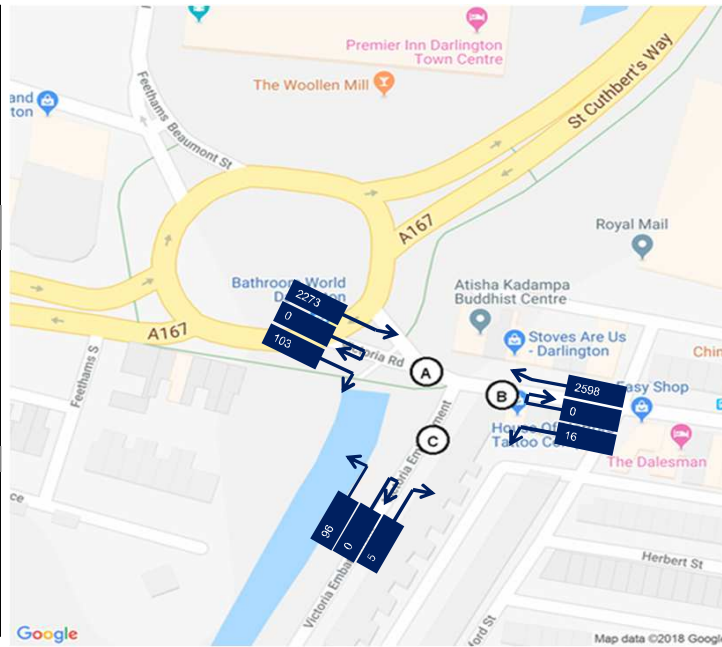 Premier Inn Darlington
Town Centre
The Woollen Mill
and
ton
Feethams
Beaumont St
St Cuthbert's Way
A167
Royal Mail
Bathroom World
2273
0
103
Atisha Kadampa
Buddhist Centre
Stoves Are Us
- Darlington
A167
Feethams S
A
B
C
2598
0
16
Easy Shop
The Dalesman
96
0
5
Herbert St
Google
Map data ©2018 Google